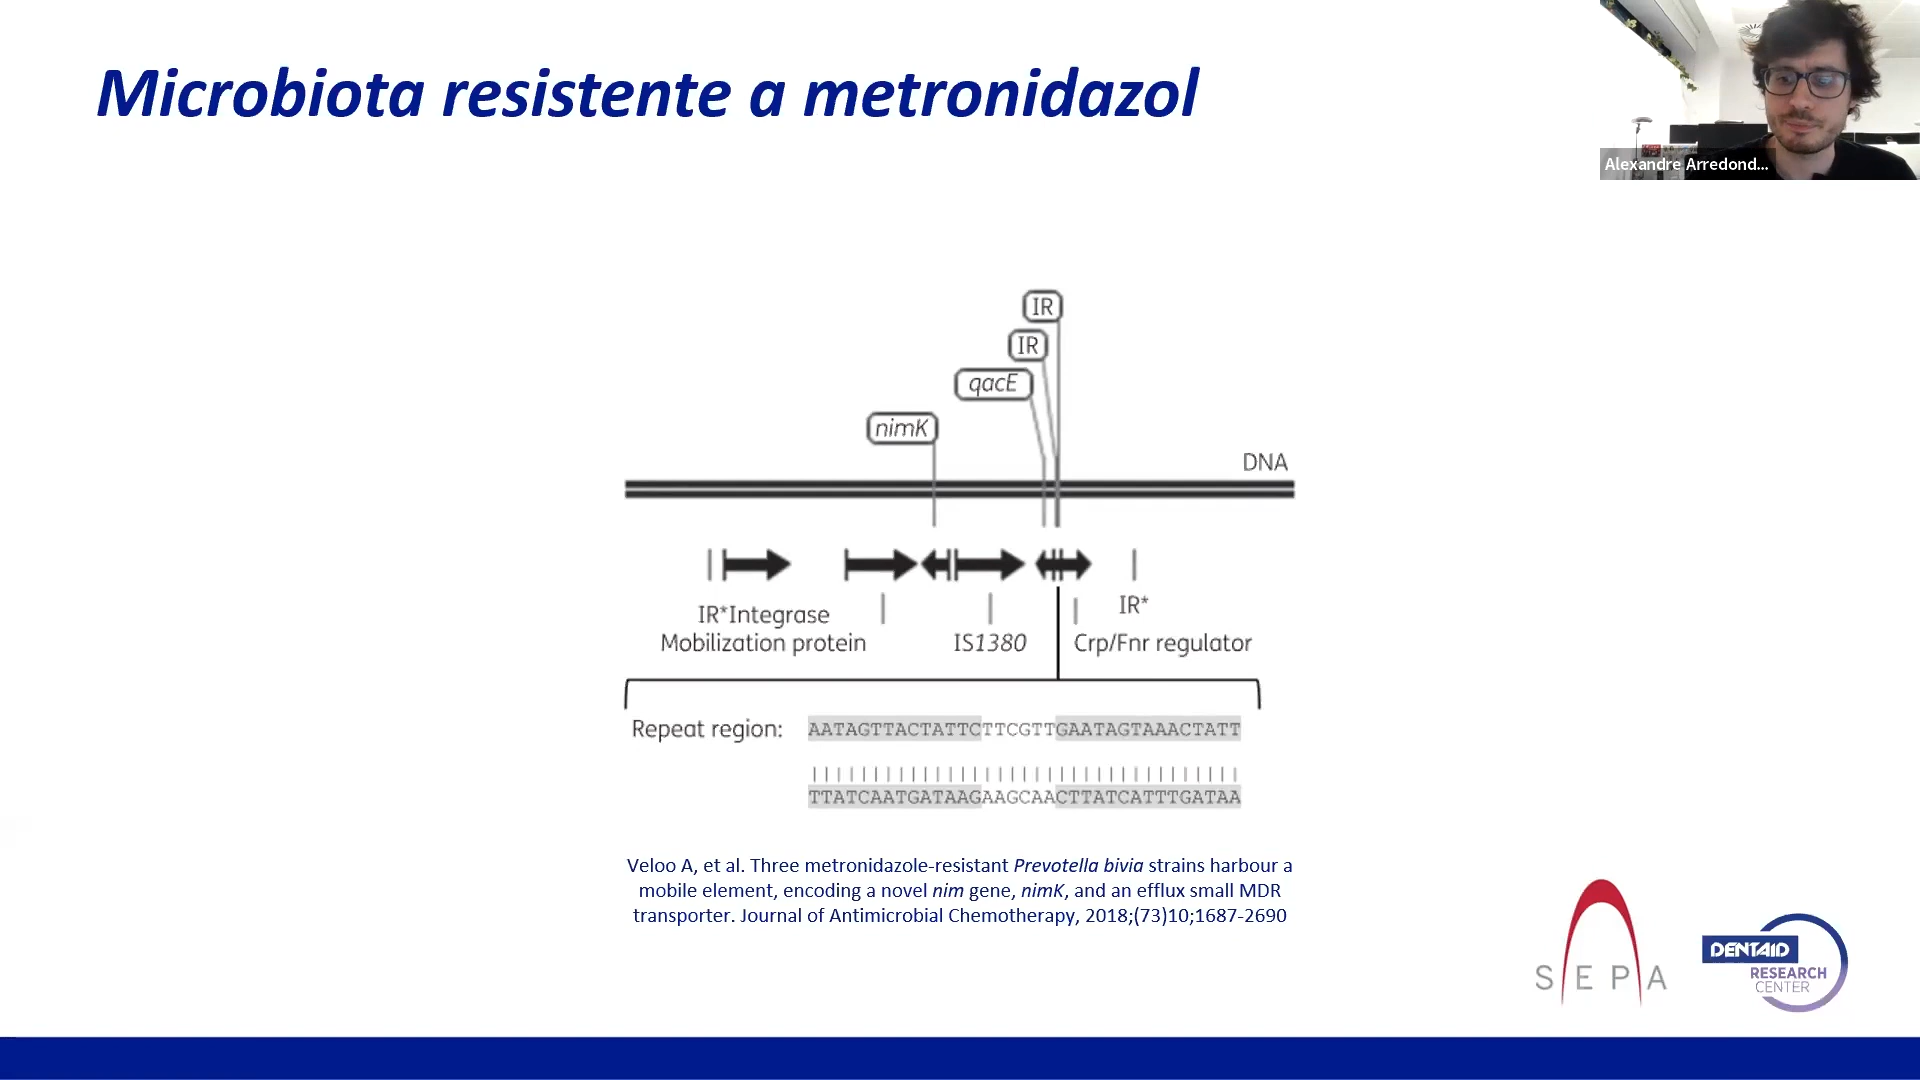 Microbiota resistente a metronidazol
Alexandre Arredond...
IR
IR
qacE
nimK
DNA
IR*Integrase
IR*
Mobilization protein
IS1380
Crp/Fnr regulator
Repeat region: AATAGTTACTATTCTTCGTTGAATAGTAAACTATT
TTATCAATGATAAGAAGCAACTTATCATTTGATAA
Veloo A, et al. Three metronidazole-resistant Prevotella bivia strains harbour a
mobile element, encoding a novel nim gene, nimK, and an efflux small MDR
transporter. Journal of Antimicrobial Chemotherapy, 2018;(73)10;1687-2690
SEPA
DENTAID
RESEARCH
CENTER